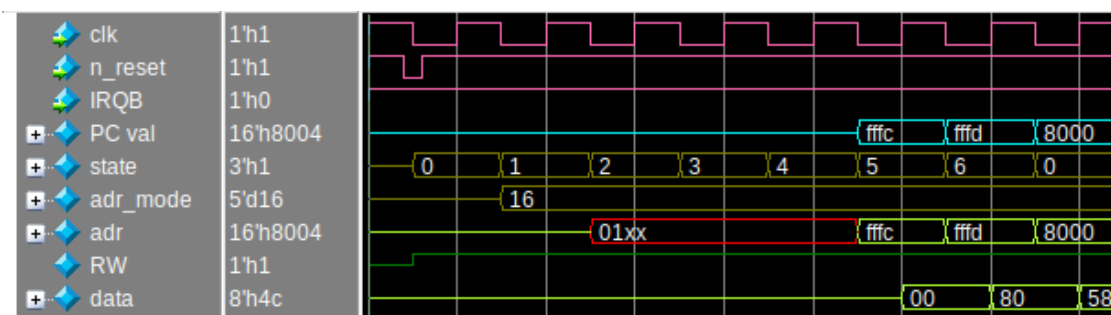 clk 1'h1
n_reset 1'h1
IRQB 1'h0
PC val 16'h8004 fffc fffd 8000
state 3'h1 0 1 2 3 4 5 6 0
adr_mode 5'd16 16
adr 16'h8004 01xx fffc fffd 8000
RW 1'h1
data 8'h4c 00 80 58